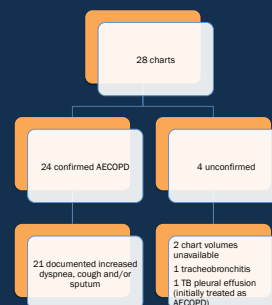 28 charts
24 confirmed AECOPD
4 unconfirmed
21 documented increased
dyspnea, cough and/or
sputum
2 chart volumes
unavailable
1 tracheobronchitis
1 TB pleural effusion
(initially treated as
AECOPD)